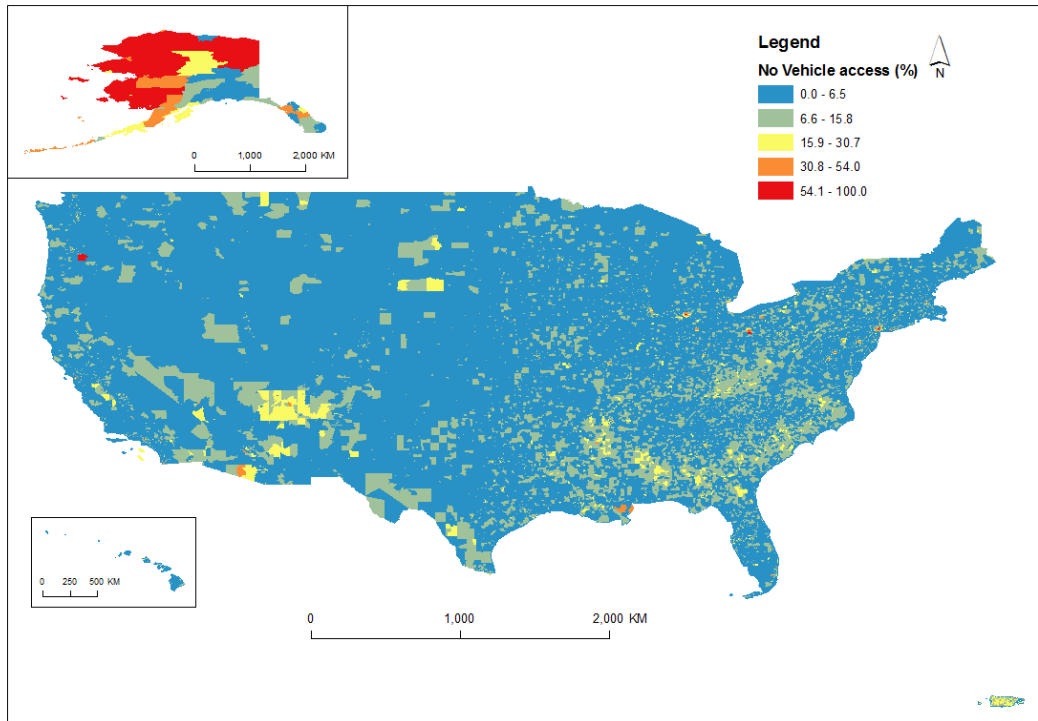 Legend
No Vehicle access (%)
N
0.0 - 6.5
6.6 - 15.8
15.9 - 30.7
30.8 - 54.0
54.1 - 100.0
0 1,000 2,000 KM
0 250 500 KM
0 1,000 2,000 KM